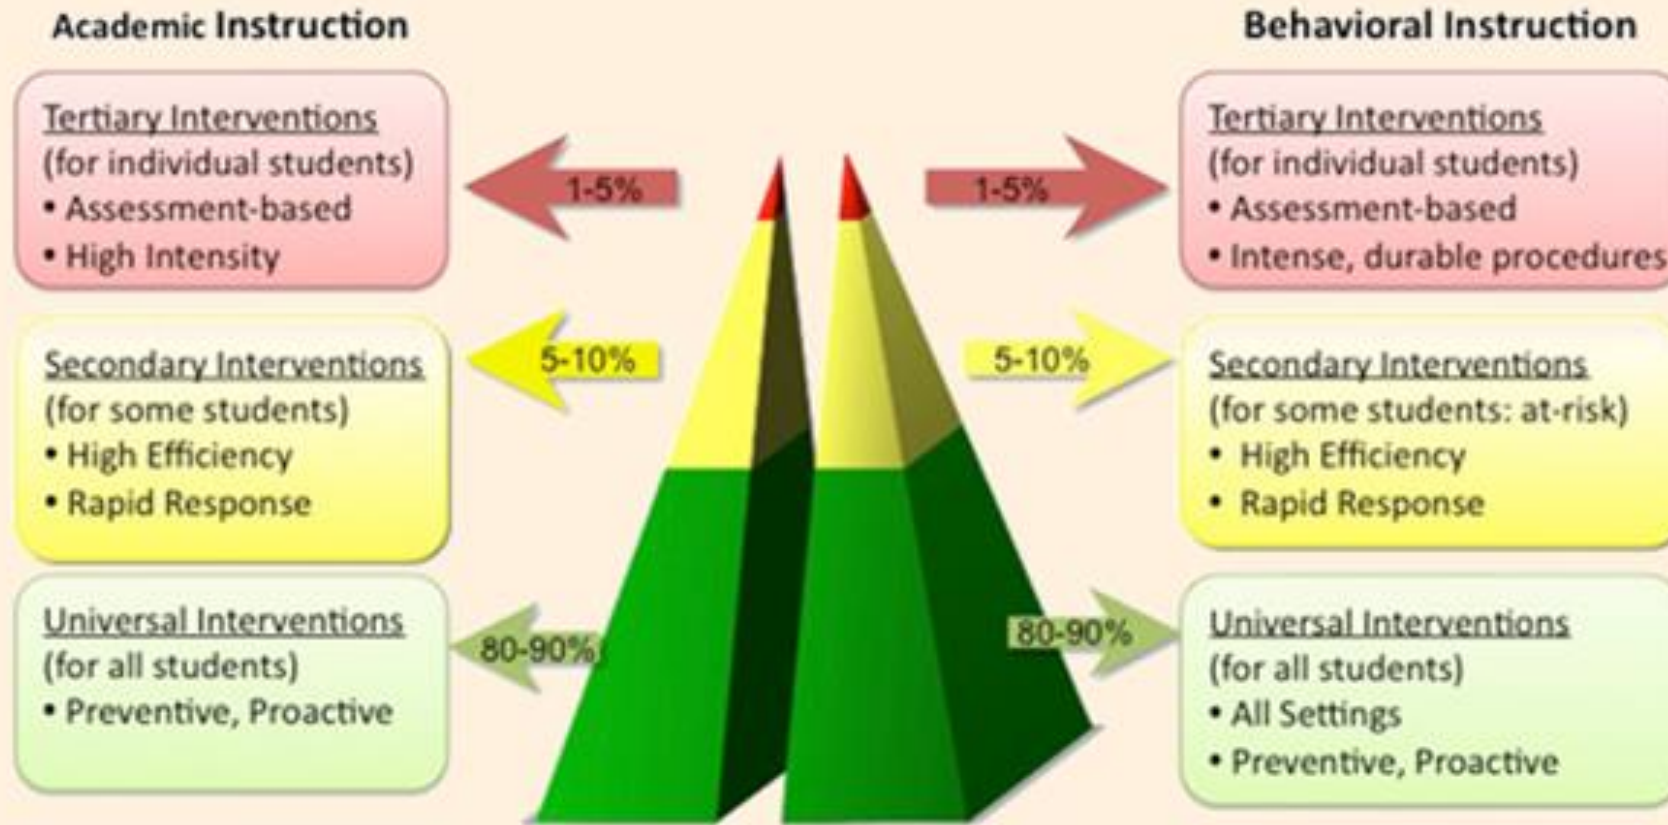 Academic Instruction
Tertiary Interventions
(for individual students)
• Assessment-based
• High Intensity
1-5%
Secondary Interventions
(for some students)
• High Efficiency
• Rapid Response
5-10%
Universal Interventions
(for all students)
• Preventive, Proactive
80-90%
Behavioral Instruction
1-5%
Tertiary Interventions
(for individual students)
• Assessment-based
• Intense, durable procedures
5-10%
Secondary Interventions
(for some students: at-risk)
• High Efficiency
• Rapid Response
80-90%
Universal Interventions
(for all students)
• All Settings
• Preventive, Proactive